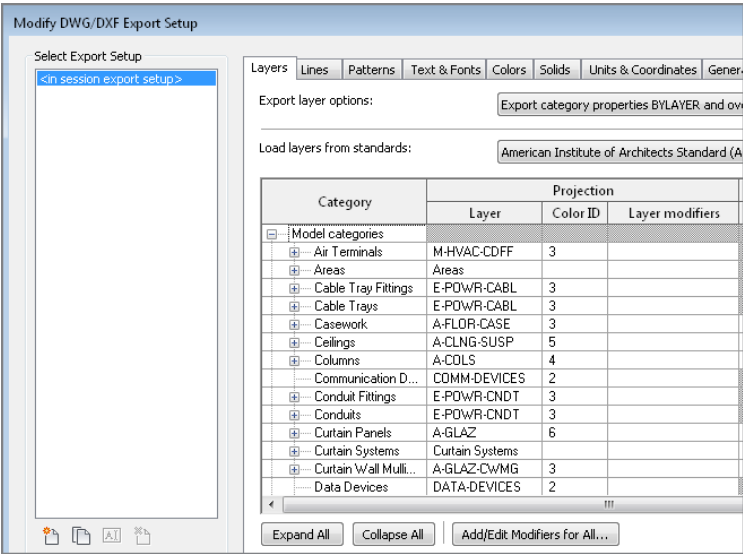 Modify DWG/DXF Export Setup
Select Export Setup
<in session export setup>
Layers Lines Patterns Text & Fonts Colors Solids Units & Coordinates Gener
Export layer options: Export category properties BYLAYER and ov
Load layers from standards: American Institute of Architects Standard (A
Category Projection
Layer Color ID Layer modifiers
Model categories
Air Terminals M-HVAC-CDFF 3
Areas Areas
Cable Tray Fittings E-POWR-CABL 3
Cable Trays E-POWR-CABL 3
Casework A-FLOR-CASE 3
Ceilings A-CLNG-SUSP 5
Columns A-COLS 4
Communication D... COMM-DEVICES 2
Conduit Fittings E-POWR-CNDT 3
Conduits E-POWR-CNDT 3
Curtain Panels A-GLAZ 6
Curtain Systems Curtain Systems
Curtain Wall Mulli... A-GLAZ-CWMG 3
Data Devices DATA-DEVICES 2
AI
Expand All Collapse All Add/Edit Modifiers for All...